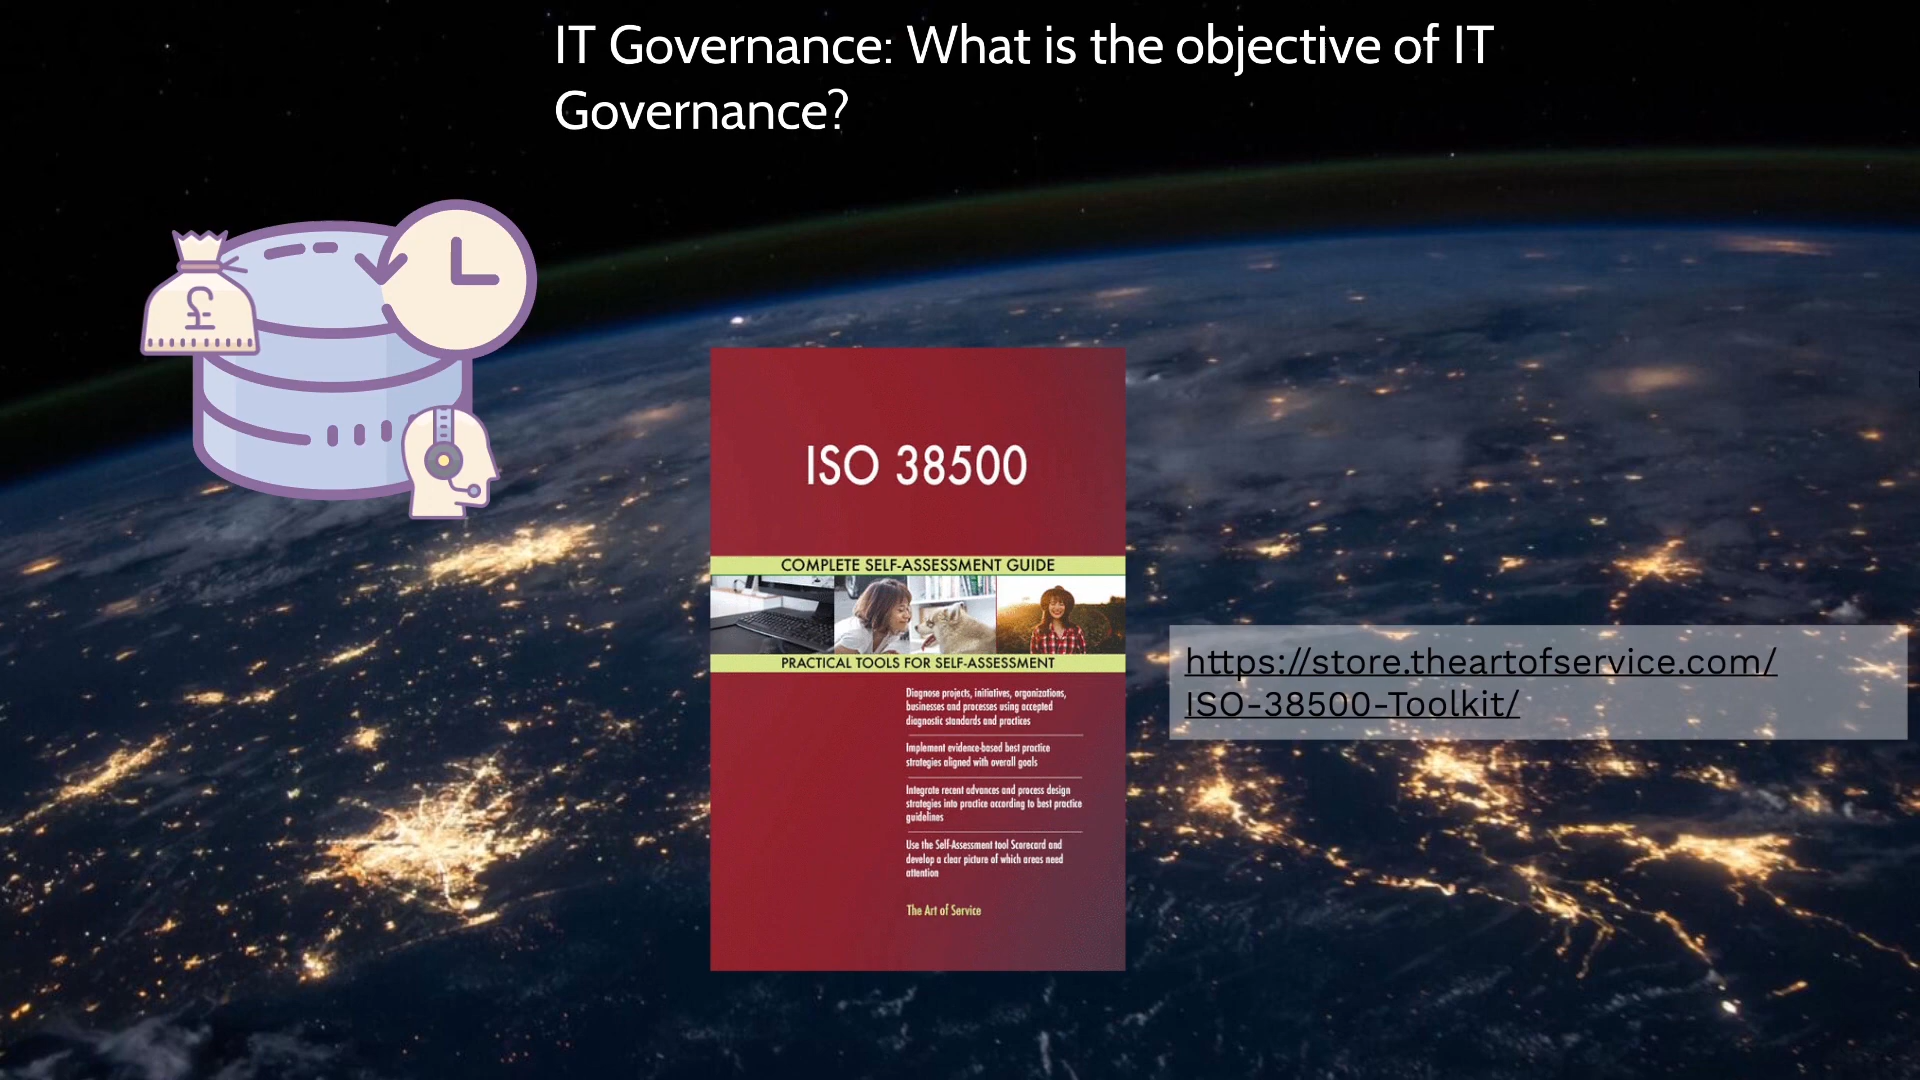 IT Governance: What is the objective of IT
Governance?
£
ISO 38500
COMPLETE SELF-ASSESSMENT GUIDE
PRACTICAL TOOLS FOR SELF-ASSESSMENT
Diagnose projects, initiatives, organizations,
businesses and processes using accepted
diagnostic standards and practices
Implement evidence-based best practice
strategies aligned with overall goals
Integrate recent advances and process design
strategies into practice according to best practice
guidelines
Use the Self-Assessment tool Scorecard and
develop a clear picture of which areas need
attention
The Art of Service
https://store.theartofservice.com/
ISO-38500-Toolkit/